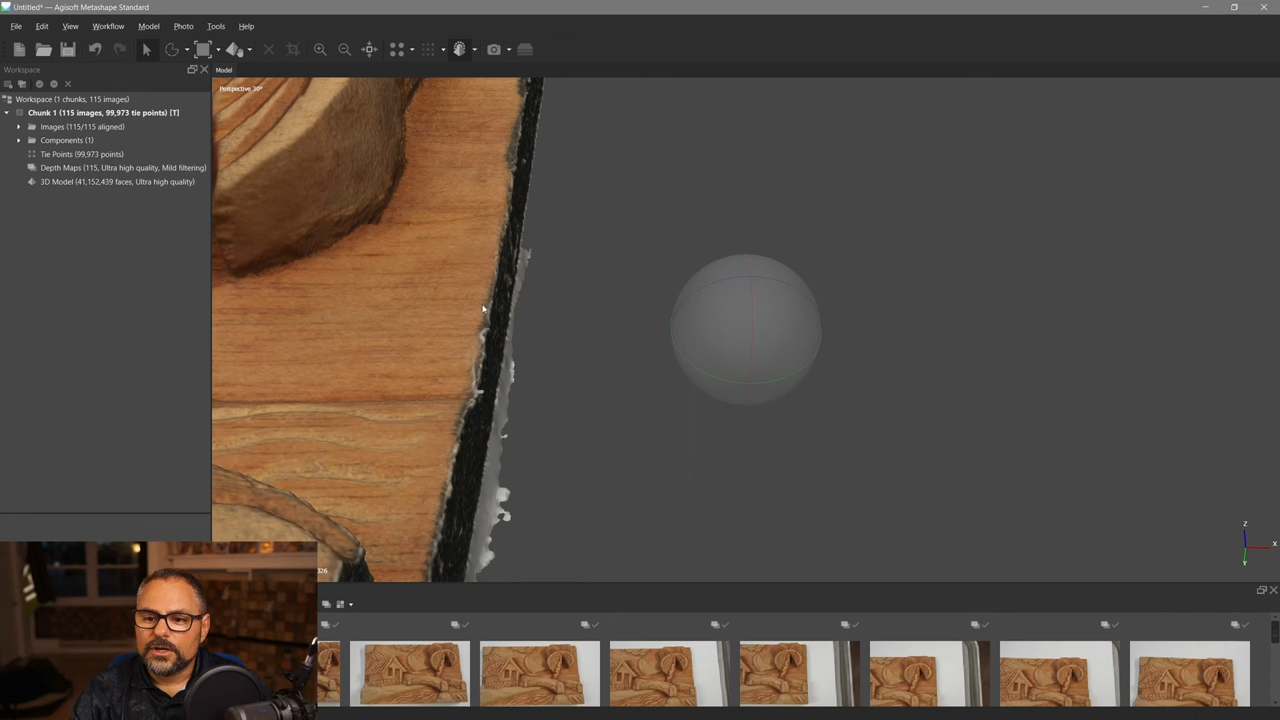 Untitled* — Agisoft Metashape Standard
File Edit View Workflow Model Photo Tools Help
Workspace
Model
Workspace (1 chunks, 115 images)
Chunk 1 (115 images, 99,973 tie points) [T]
Images (115/115 aligned)
Components (1)
Tie Points (99,973 points)
Depth Maps (115, Ultra high quality, Mild filtering)
3D Model (41,152,439 faces, Ultra high quality)
Perspective 30°
Z
X
Y
326